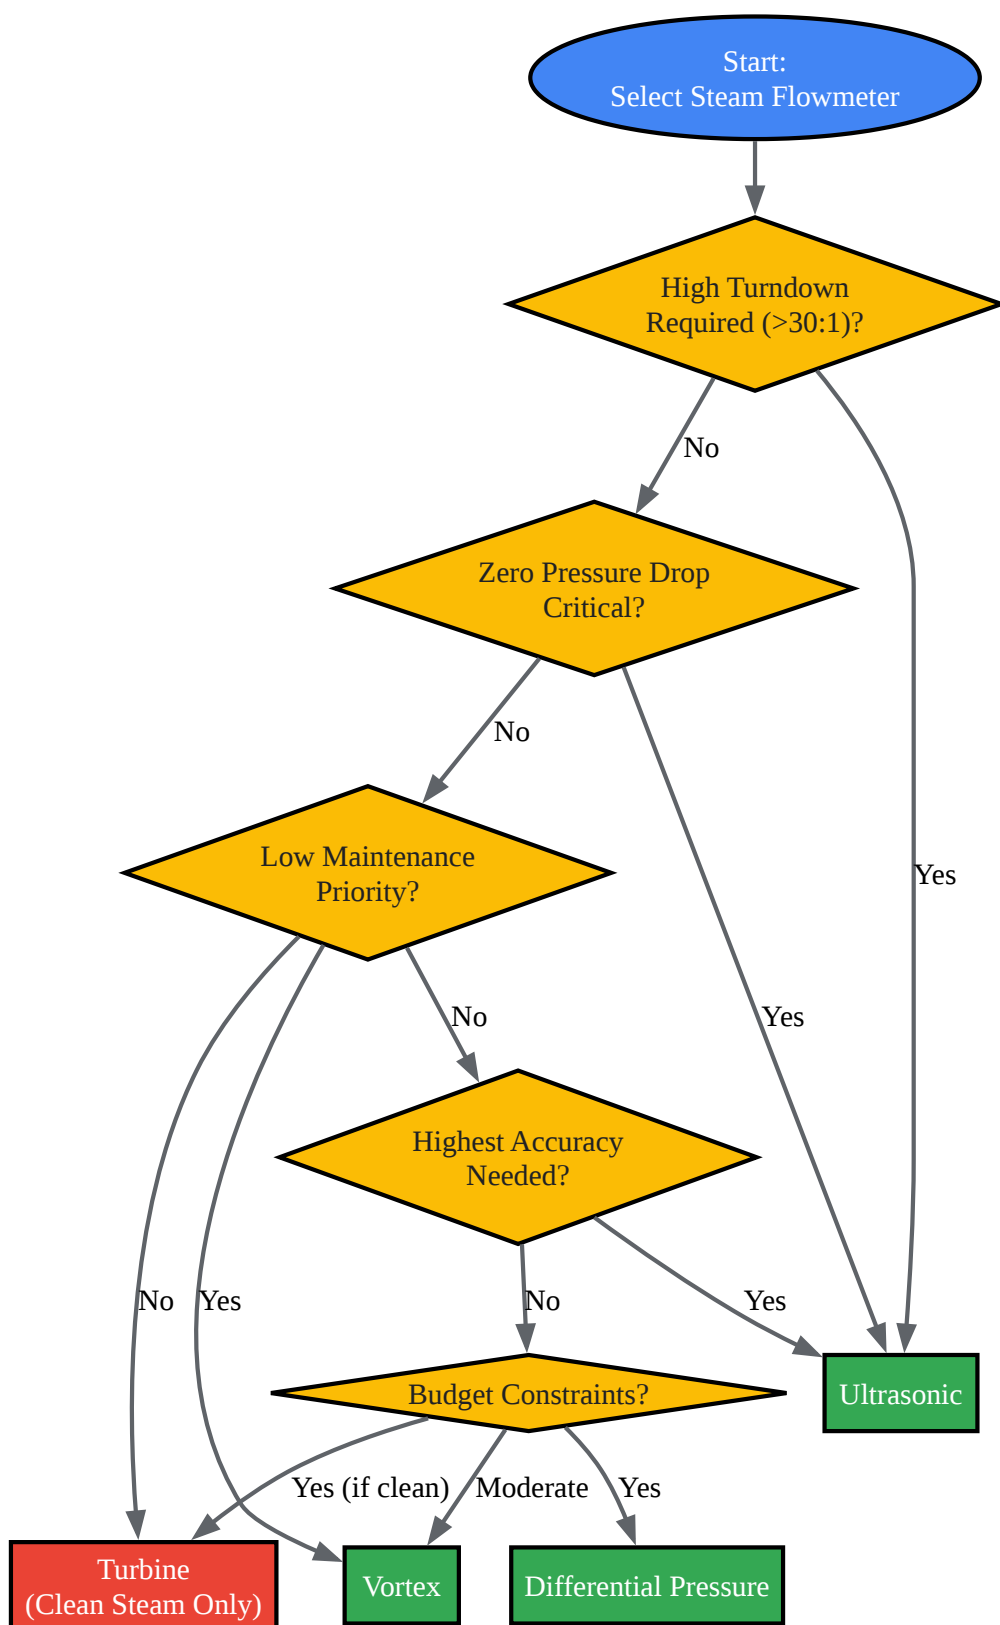 Start:
Select Steam Flowmeter
High Turndown
Required (>30:1)?
No
Zero Pressure Drop
Critical?
No
Low Maintenance
Priority?
Yes
No
Yes
Highest Accuracy
Needed?
No
Yes
No
Yes
Budget Constraints?
Ultrasonic
Yes (if clean)
Moderate
Yes
Turbine
(Clean Steam Only)
Vortex
Differential Pressure